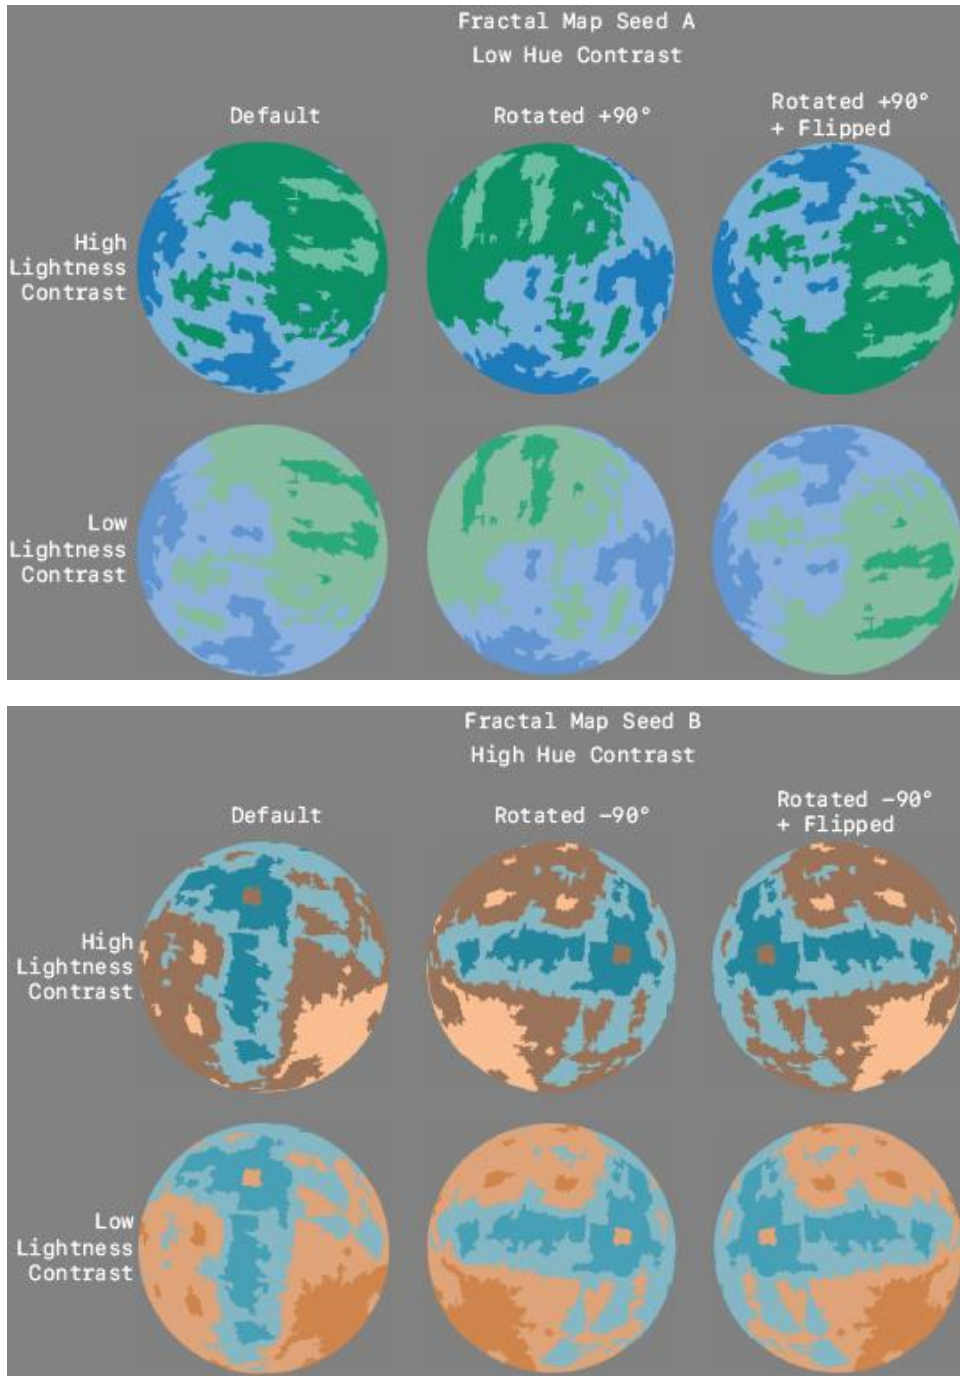 Fractal Map Seed A
Low Hue Contrast
Default
Rotated +90°
Rotated +90°
+ Flipped
High
Lightness
Contrast
Low
Lightness
Contrast
Fractal Map Seed B
High Hue Contrast
Default
Rotated −90°
Rotated −90°
+ Flipped
High
Lightness
Contrast
Low
Lightness
Contrast